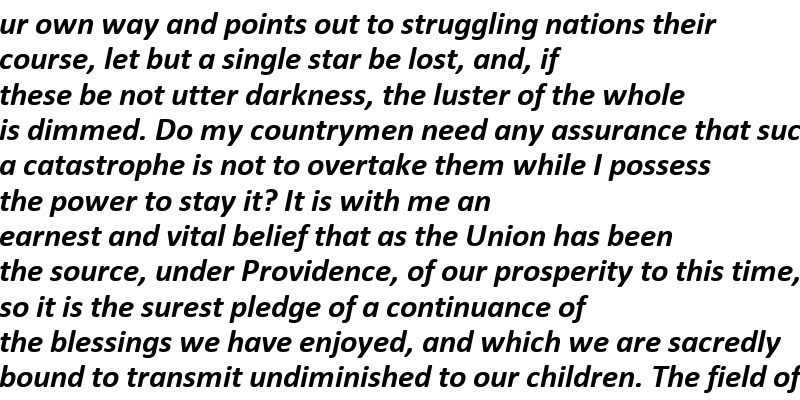 ur own way and points out to struggling nations their
course, let but a single star be lost, and, if
these be not utter darkness, the luster of the whole
is dimmed. Do my countrymen need any assurance that suc
a catastrophe is not to overtake them while I possess
the power to stay it? It is with me an
earnest and vital belief that as the Union has been
the source, under Providence, of our prosperity to this time,
so it is the surest pledge of a continuance of
the blessings we have enjoyed, and which we are sacredly
bound to transmit undiminished to our children. The field of